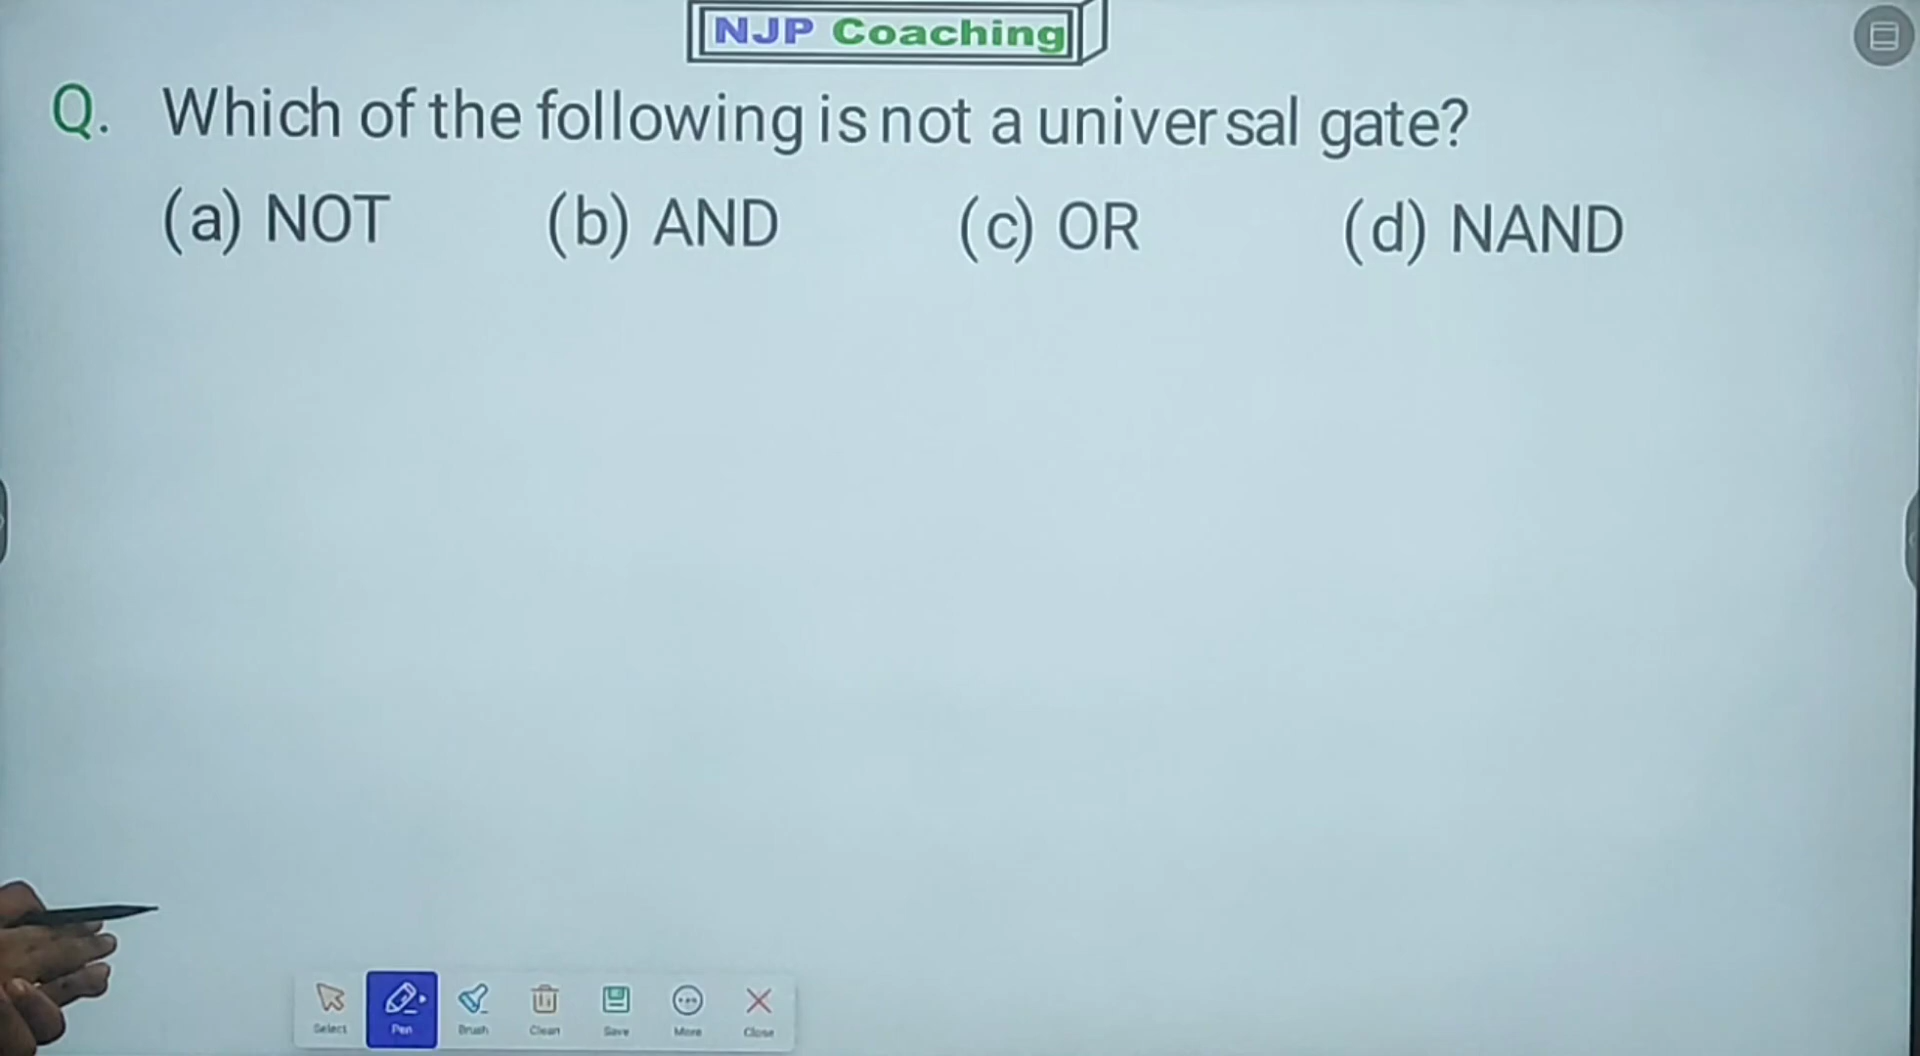 NJP Coaching
Q. Which of the following is not a universal gate?
(a) NOT (b) AND (c) OR (d) NAND
Select Pen Brush Clean Save More Close